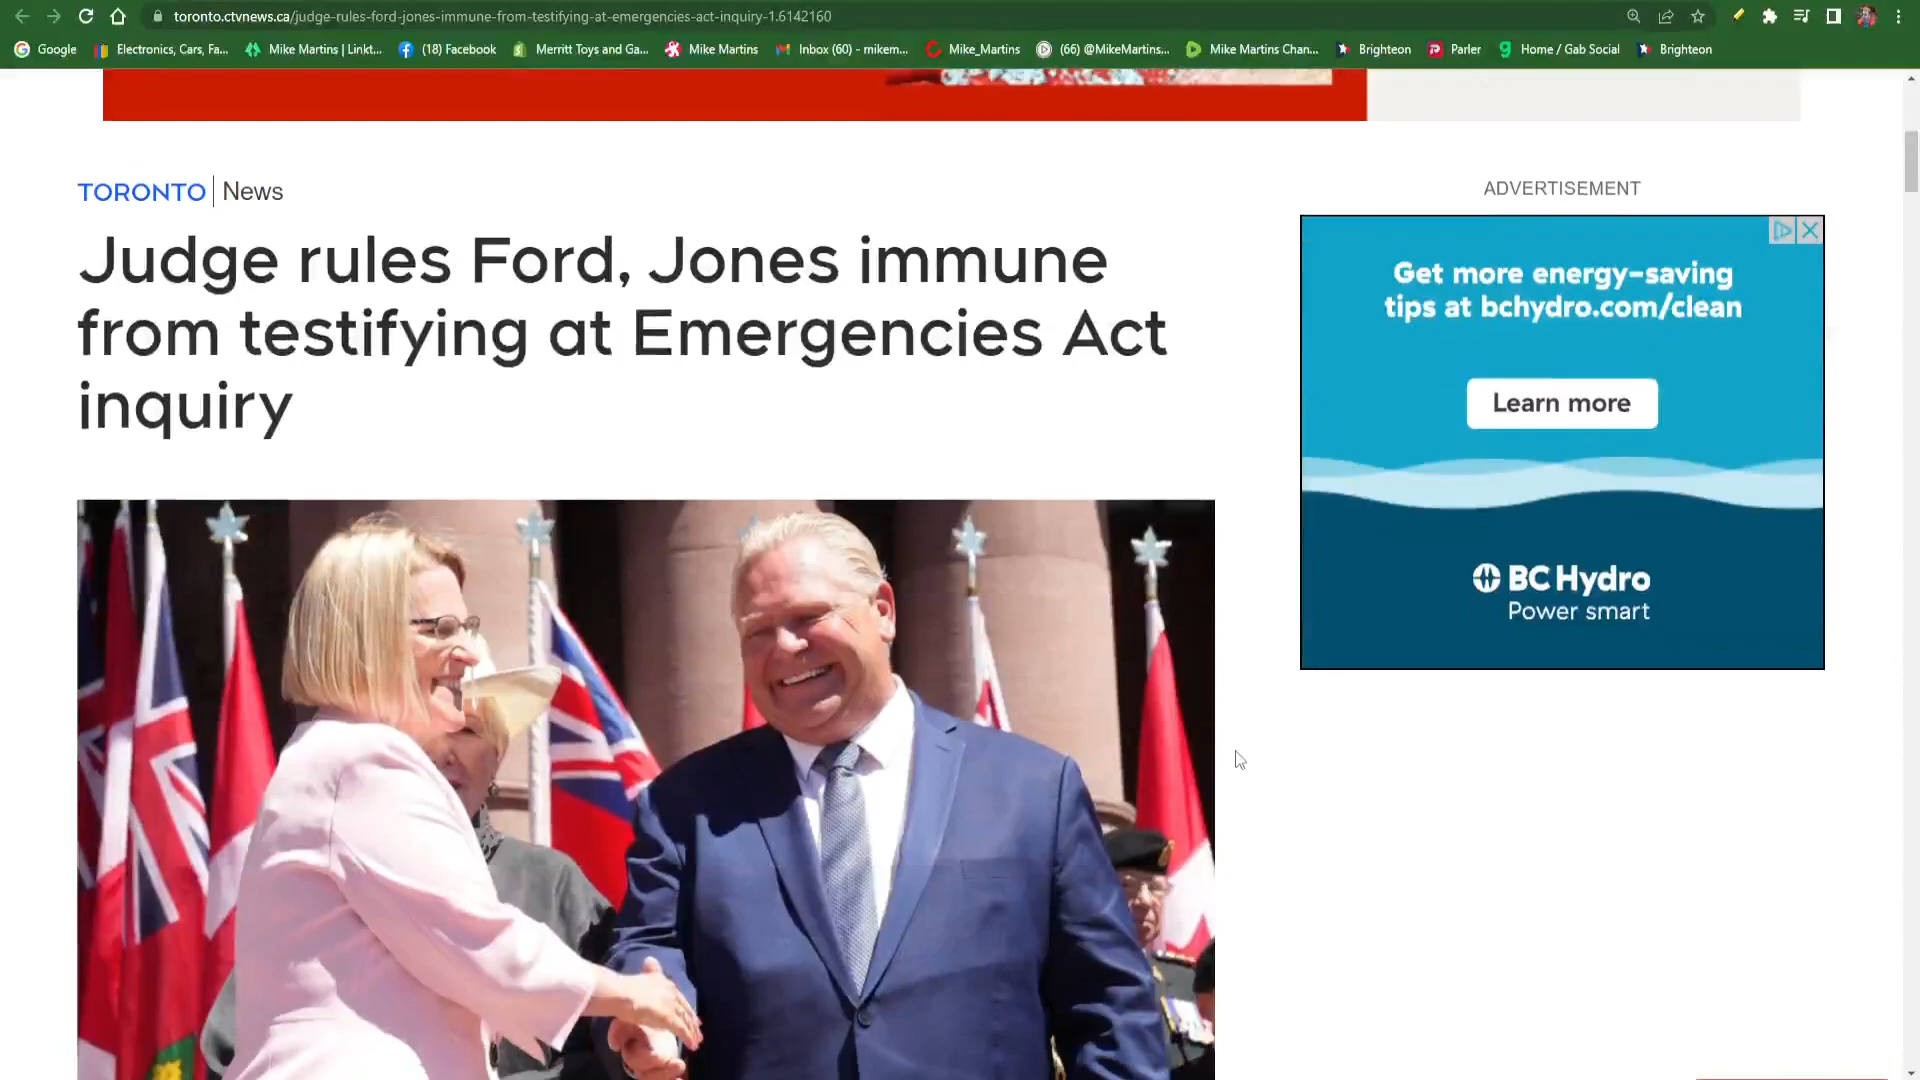 toronto.ctvnews.ca/judge-rules-ford-jones-immune-from-testifying-at-emergencies-act-inquiry-1.6142160
Google Electronics, Cars, Fa... Mike Martins | Linkt... (18) Facebook Merritt Toys and Ga... Mike Martins Inbox (60) - mikem... Mike_Martins (66) @MikeMartins... Mike Martins Chan... Brighteon Parler Home / Gab Social Brighteon
TORONTO | News
Judge rules Ford, Jones immune
from testifying at Emergencies Act
inquiry
ADVERTISEMENT
Get more energy-saving
tips at bchydro.com/clean
Learn more
BC Hydro
Power smart